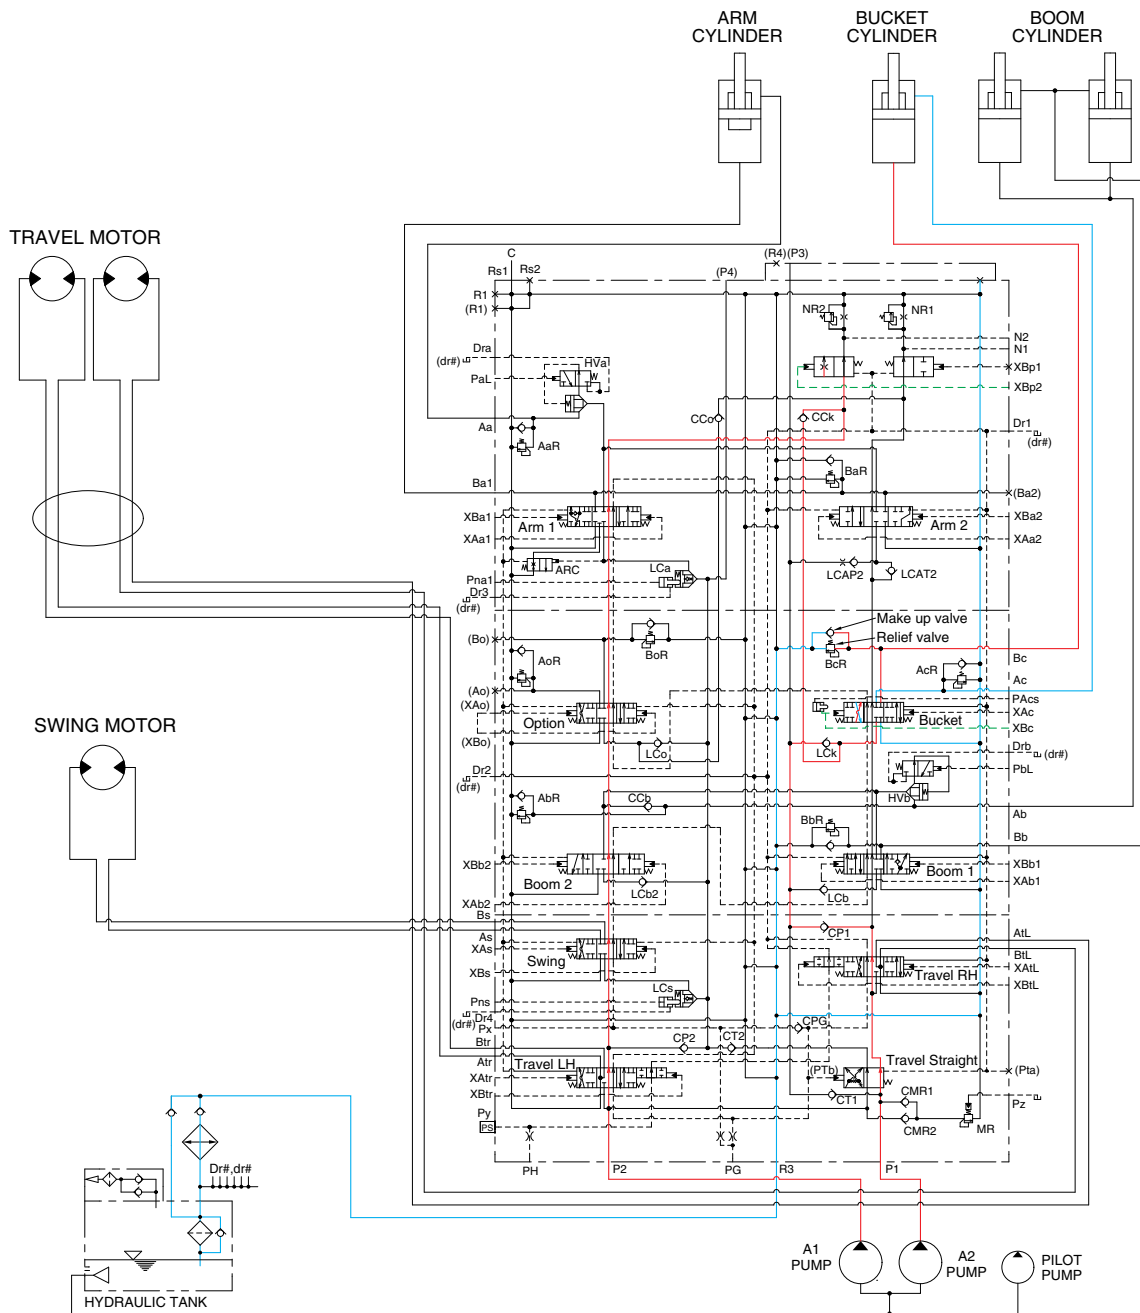 ARM
CYLINDER
BUCKET
CYLINDER
BOOM
CYLINDER
TRAVEL MOTOR
C
(R4)(P3)
Rs1
Rs2
(P4)
R1
(R1)
NR2
NR1
N2
N1
Dra
(dr#)
HVa
PaL
XBp1
XBp2
CCo
CCk
Aa
AaR
Dr1
(dr#)
BaR
Ba1
(Ba2)
XBa1
Arm 1
Arm 2
XBa2
XAa1
XAa2
ARC
LCa
LCAP2
LCAT2
Pna1
Dr3
(dr#)
Make up valve
Relief valve
(Bo)
BoR
BcR
Bc
AoR
AcR
Ac
(Ao)
PAcs
(XAo)
XAc
Option
Bucket
XBc
(XBo)
LCo
LCk
Drb
(dr#)
SWING MOTOR
Dr2
(dr#)
PbL
HVb
AbR
CCb
Ab
BbR
Bb
XBb2
Boom 2
Boom 1
XBb1
XAb1
LCb2
LCb
XAb2
Bs
CP1
AtL
As
XAs
BtL
Swing
Travel RH
XAtL
XBs
XBtL
LCs
Pns
(dr#)
Dr4
Px
CPG
Btr
CP2
CT2
Atr
Travel LH
Travel Straight
XAtr
(PTb)
(Pta)
XBtr
CT1
CMR1
Pz
Py
PS
CMR2
MR
PH
P2
PG
R3
P1
Dr#,dr#
A1
PUMP
A2
PUMP
PILOT
PUMP
HYDRAULIC TANK